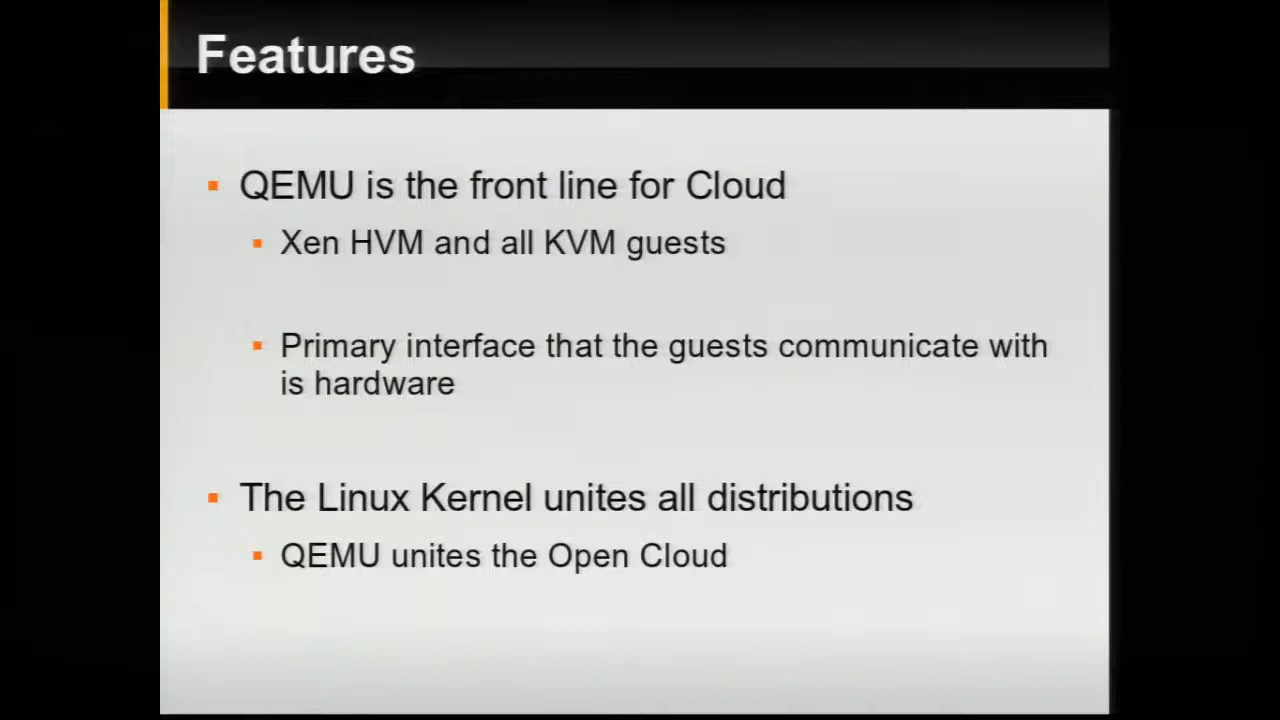 Features
QEMU is the front line for Cloud
Xen HVM and all KVM guests
Primary interface that the guests communicate with
is hardware
The Linux Kernel unites all distributions
QEMU unites the Open Cloud